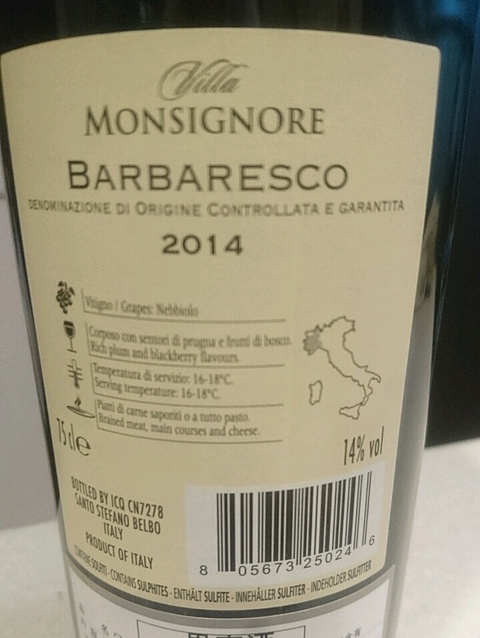 Villa
MONSIGNORE
BARBARESCO
DENOMINAZIONE DI ORIGINE CONTROLLATA E GARANTITA
2014
Vitigno / Grapes: Nebbiolo
Corposo con sentori di prugna e frutti di bosco.
Rich plum and blackberry flavours.
Temperatura di servizio: 16-18°C.
Serving temperature: 16-18°C.
Piatti di carne saporiti o a tutto pasto.
Braised meat, main courses and cheese.
75 cl e
14% vol
BOTTLED BY ICQ CN7278
SANTO STEFANO BELBO
ITALY
PRODUCT OF ITALY
8 05673 25024 6
CONTIENE SOLFITI - CONTAINS SULPHITES - ENTHÄLT SULFITE - INNEHÅLLER SULFITER - INDEHOLDER SULFITTER